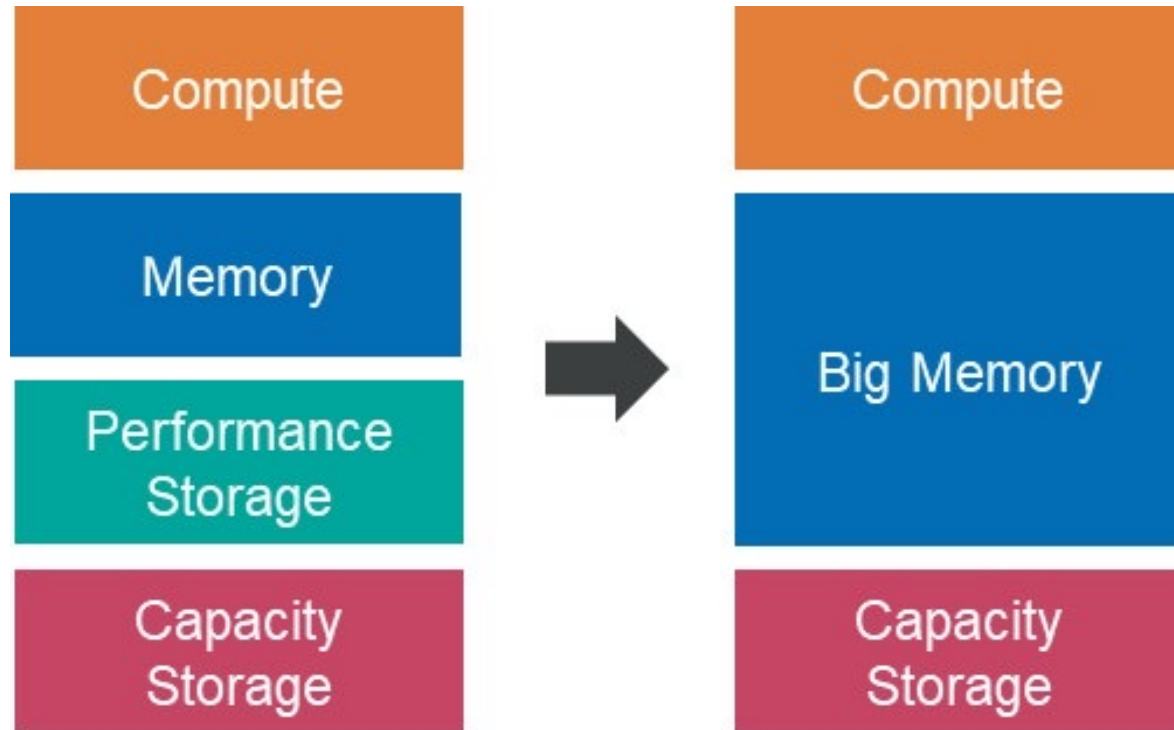 Compute
Memory
Performance
Storage
Capacity
Storage
Compute
Big Memory
Capacity
Storage